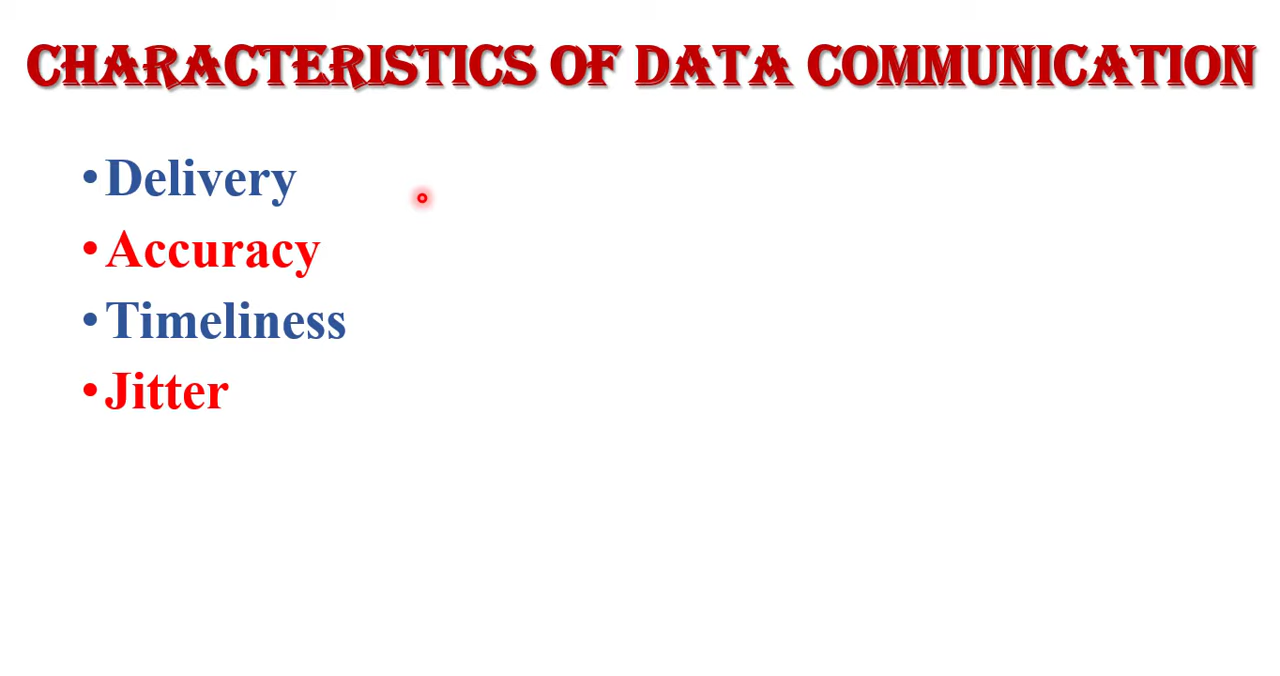 CHARACTERISTICS OF DATA COMMUNICATION
• Delivery
• Accuracy
• Timeliness
• Jitter